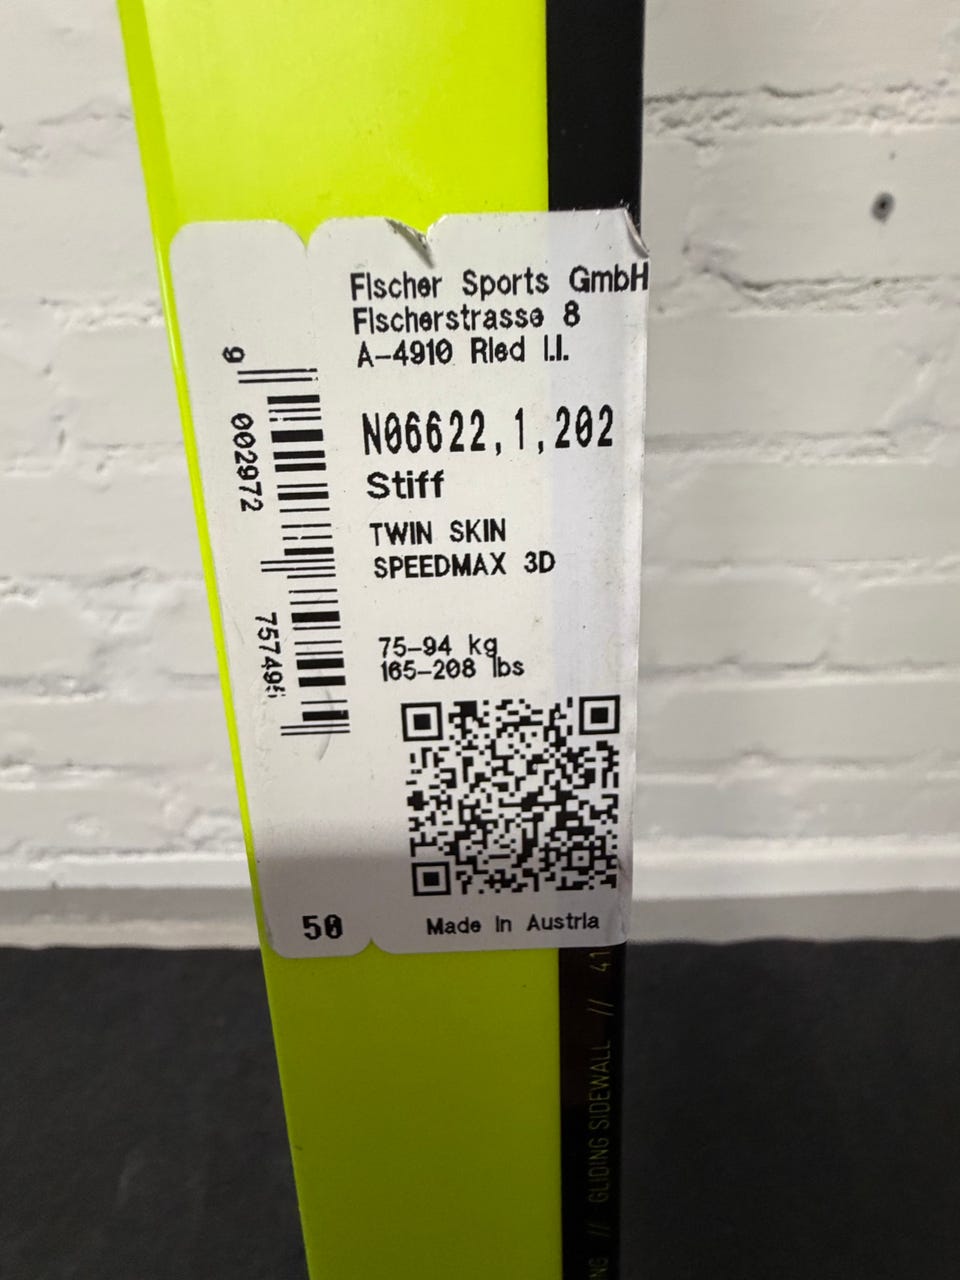 Fischer Sports GmbH
Fischerstrasse 8
A-4910 Ried I.I.
N06622,1,202
Stiff
TWIN SKIN
SPEEDMAX 3D
75-94 kg
165-208 lbs
9 002972
50
Made in Austria
// GLIDING SIDEWALL // 41